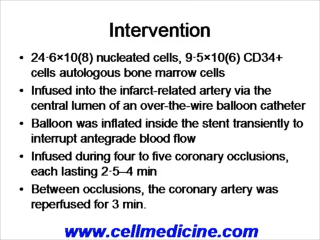 Intervention
• 24·6×10(8) nucleated cells, 9·5×10(6) CD34+
cells autologous bone marrow cells
• Infused into the infarct-related artery via the
central lumen of an over-the-wire balloon catheter
• Balloon was inflated inside the stent transiently to
interrupt antegrade blood flow
• Infused during four to five coronary occlusions,
each lasting 2·5–4 min
• Between occlusions, the coronary artery was
reperfused for 3 min.
www.cellmedicine.com